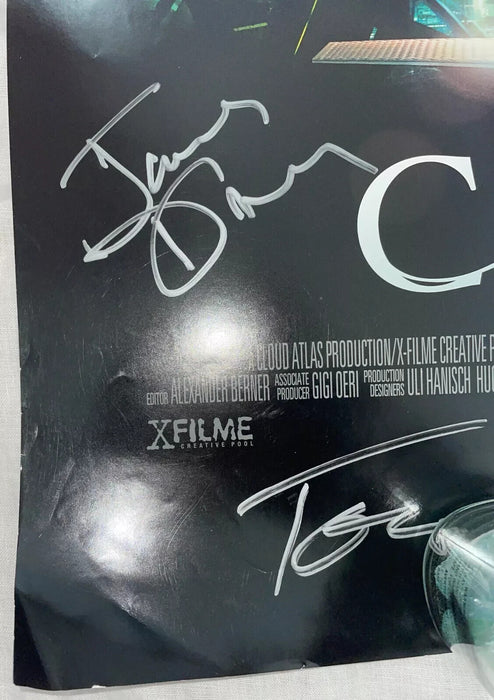 James
C
CLOUD ATLAS PRODUCTION/X-FILME CREATIVE P
EDITOR ALEXANDER BERNER ASSOCIATE PRODUCER GIGI OERI PRODUCTION DESIGNERS ULI HANISCH HUG
XFILME
CREATIVE POOL